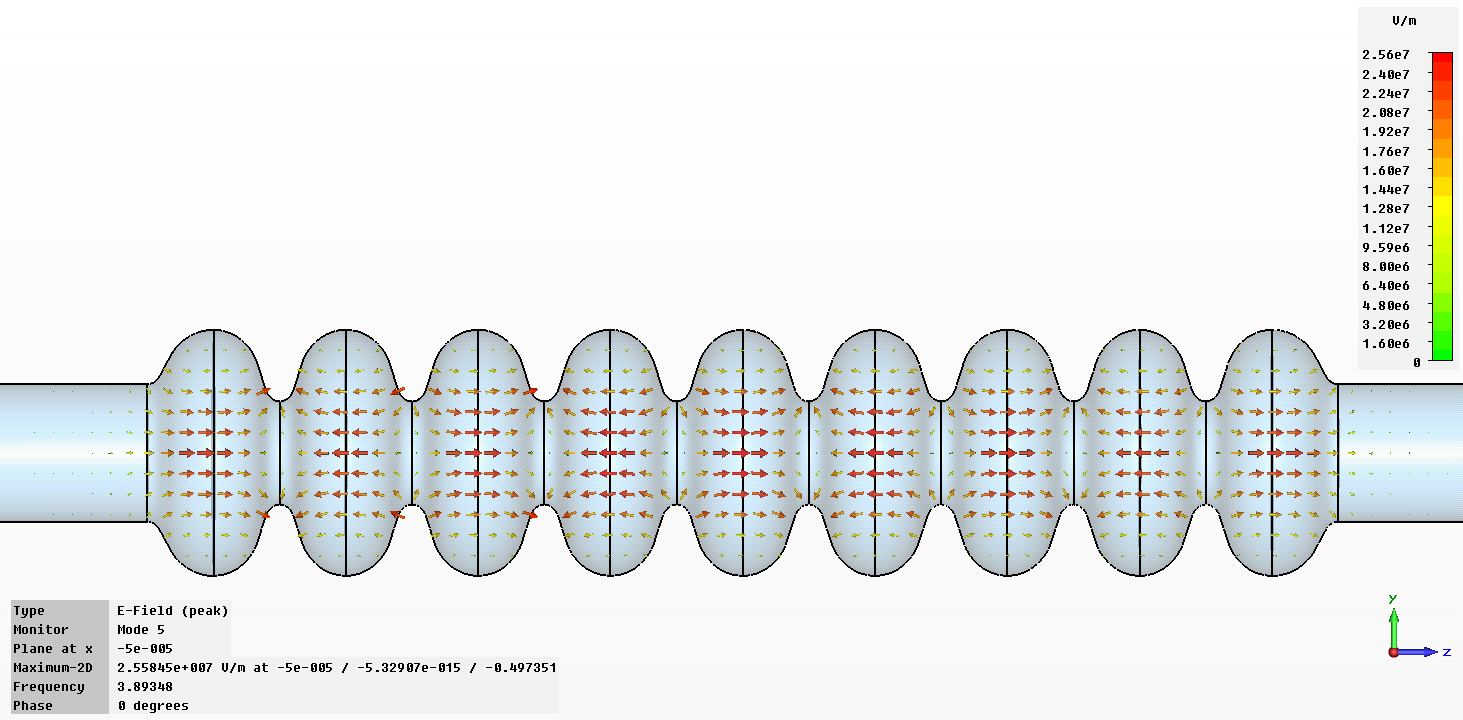 V/m
2.56e7
2.40e7
2.24e7
2.08e7
1.92e7
1.76e7
1.60e7
1.44e7
1.28e7
1.12e7
9.59e6
8.00e6
6.40e6
4.80e6
3.20e6
1.60e6
0
Type E-Field (peak)
Monitor Mode 5
Plane at x -5e-005
Maximum-2D 2.55845e+007 V/m at -5e-005 / -5.32907e-015 / -0.497351
Frequency 3.89348
Phase 0 degrees
y
z